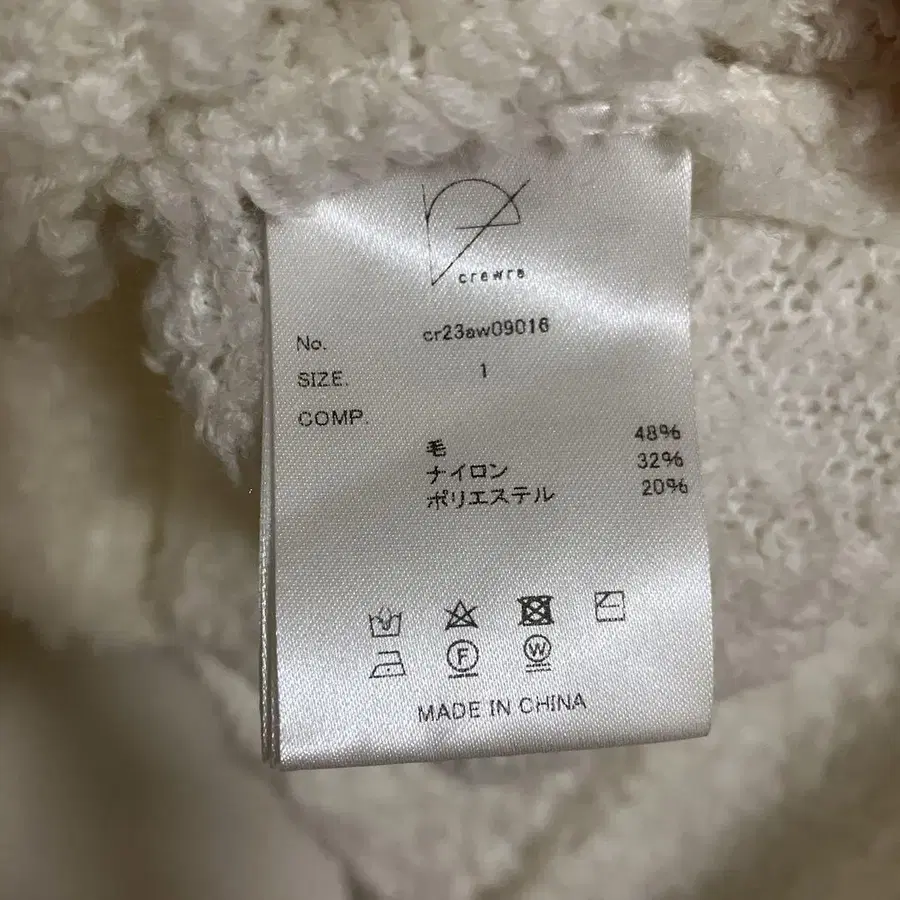 crewra
No. cr23aw09016
SIZE. 1
COMP.
毛 48%
ナイロン 32%
ポリエステル 20%
F W
MADE IN CHINA